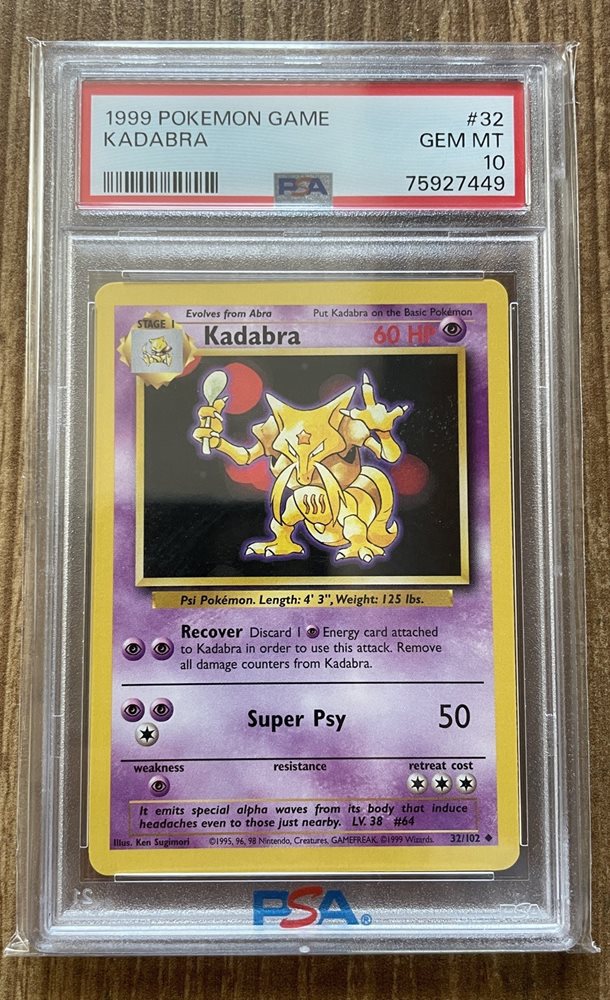 1999 POKEMON GAME #32
KADABRA GEM MT
10
PSA 75927449
Evolves from Abra Put Kadabra on the Basic Pokémon
STAGE 1 Kadabra 60 HP
Psi Pokémon. Length: 4' 3", Weight: 125 lbs.
Recover Discard 1 Energy card attached
to Kadabra in order to use this attack. Remove
all damage counters from Kadabra.
Super Psy 50
weakness resistance retreat cost
It emits special alpha waves from its body that induce
headaches even to those just nearby. LV. 38 #64
Illus. Ken Sugimori ©1995, 96, 98 Nintendo, Creatures, GAMEFREAK. ©1999 Wizards. 32/102
PSA®